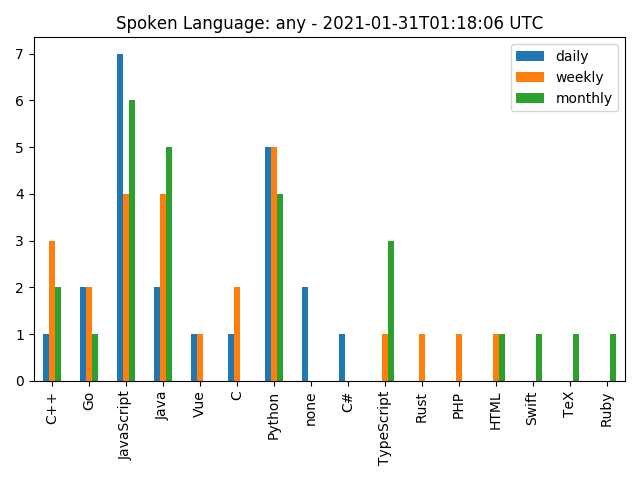 Spoken Language: any - 2021-01-31T01:18:06 UTC
daily
weekly
monthly
7
6
5
4
3
2
1
0
C++
Go
JavaScript
Java
Vue
C
Python
none
C#
TypeScript
Rust
PHP
HTML
Swift
TeX
Ruby